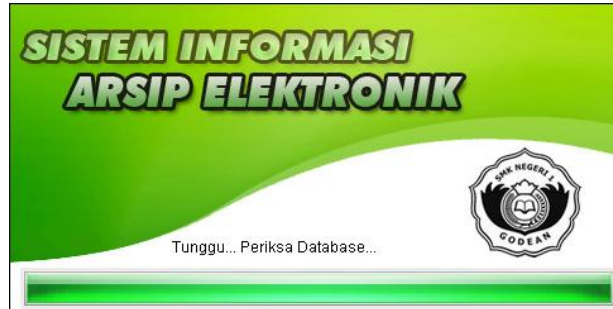 SISTEM INFORMASI
ARSIP ELEKTRONIK
SMK NEGERI 1
GODEAN
Tunggu... Periksa Database...